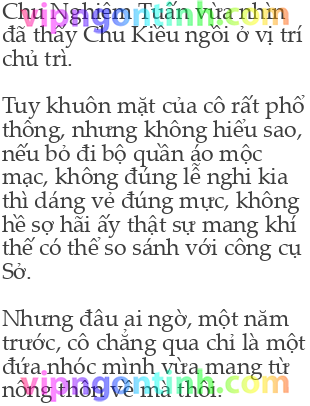 Chu Nghiêm Tuấn vừa nhìn
đã thấy Chu Kiều ngồi ở vị trí
chủ trì.
Tuy khuôn mặt của cô rất phổ
thông, nhưng không hiểu sao,
nếu bỏ đi bộ quần áo mộc
mạc, không đúng lễ nghi kia
thì dáng vẻ đúng mực, không
hề sợ hãi ấy thật sự mang khí
thế có thể so sánh với công cụ
Sở.
Nhưng đâu ai ngờ, một năm
trước, cô chẳng qua chỉ là một
đứa nhóc mình vừa mang từ
nông thôn về mà thôi.
vipngontinh.com
vipngontinh.com